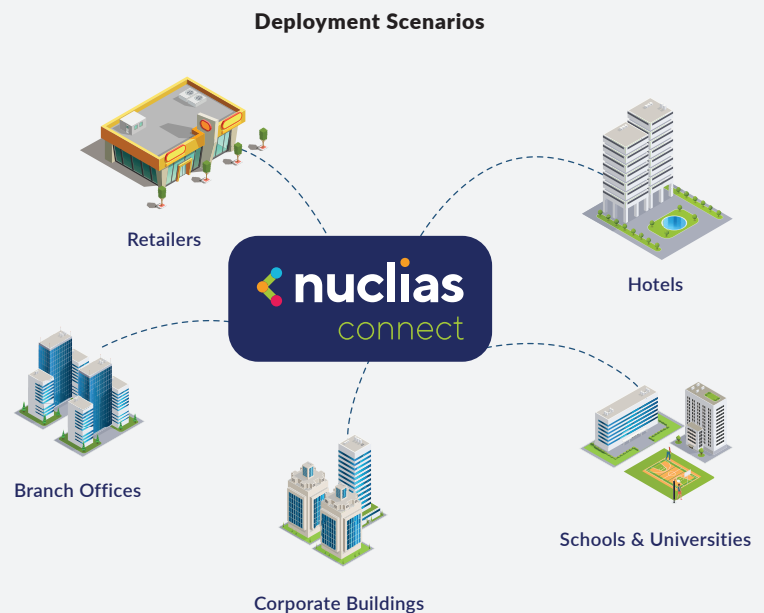 Deployment Scenarios
Retailers
Hotels
nuclias
connect
Branch Offices
Schools & Universities
Corporate Buildings